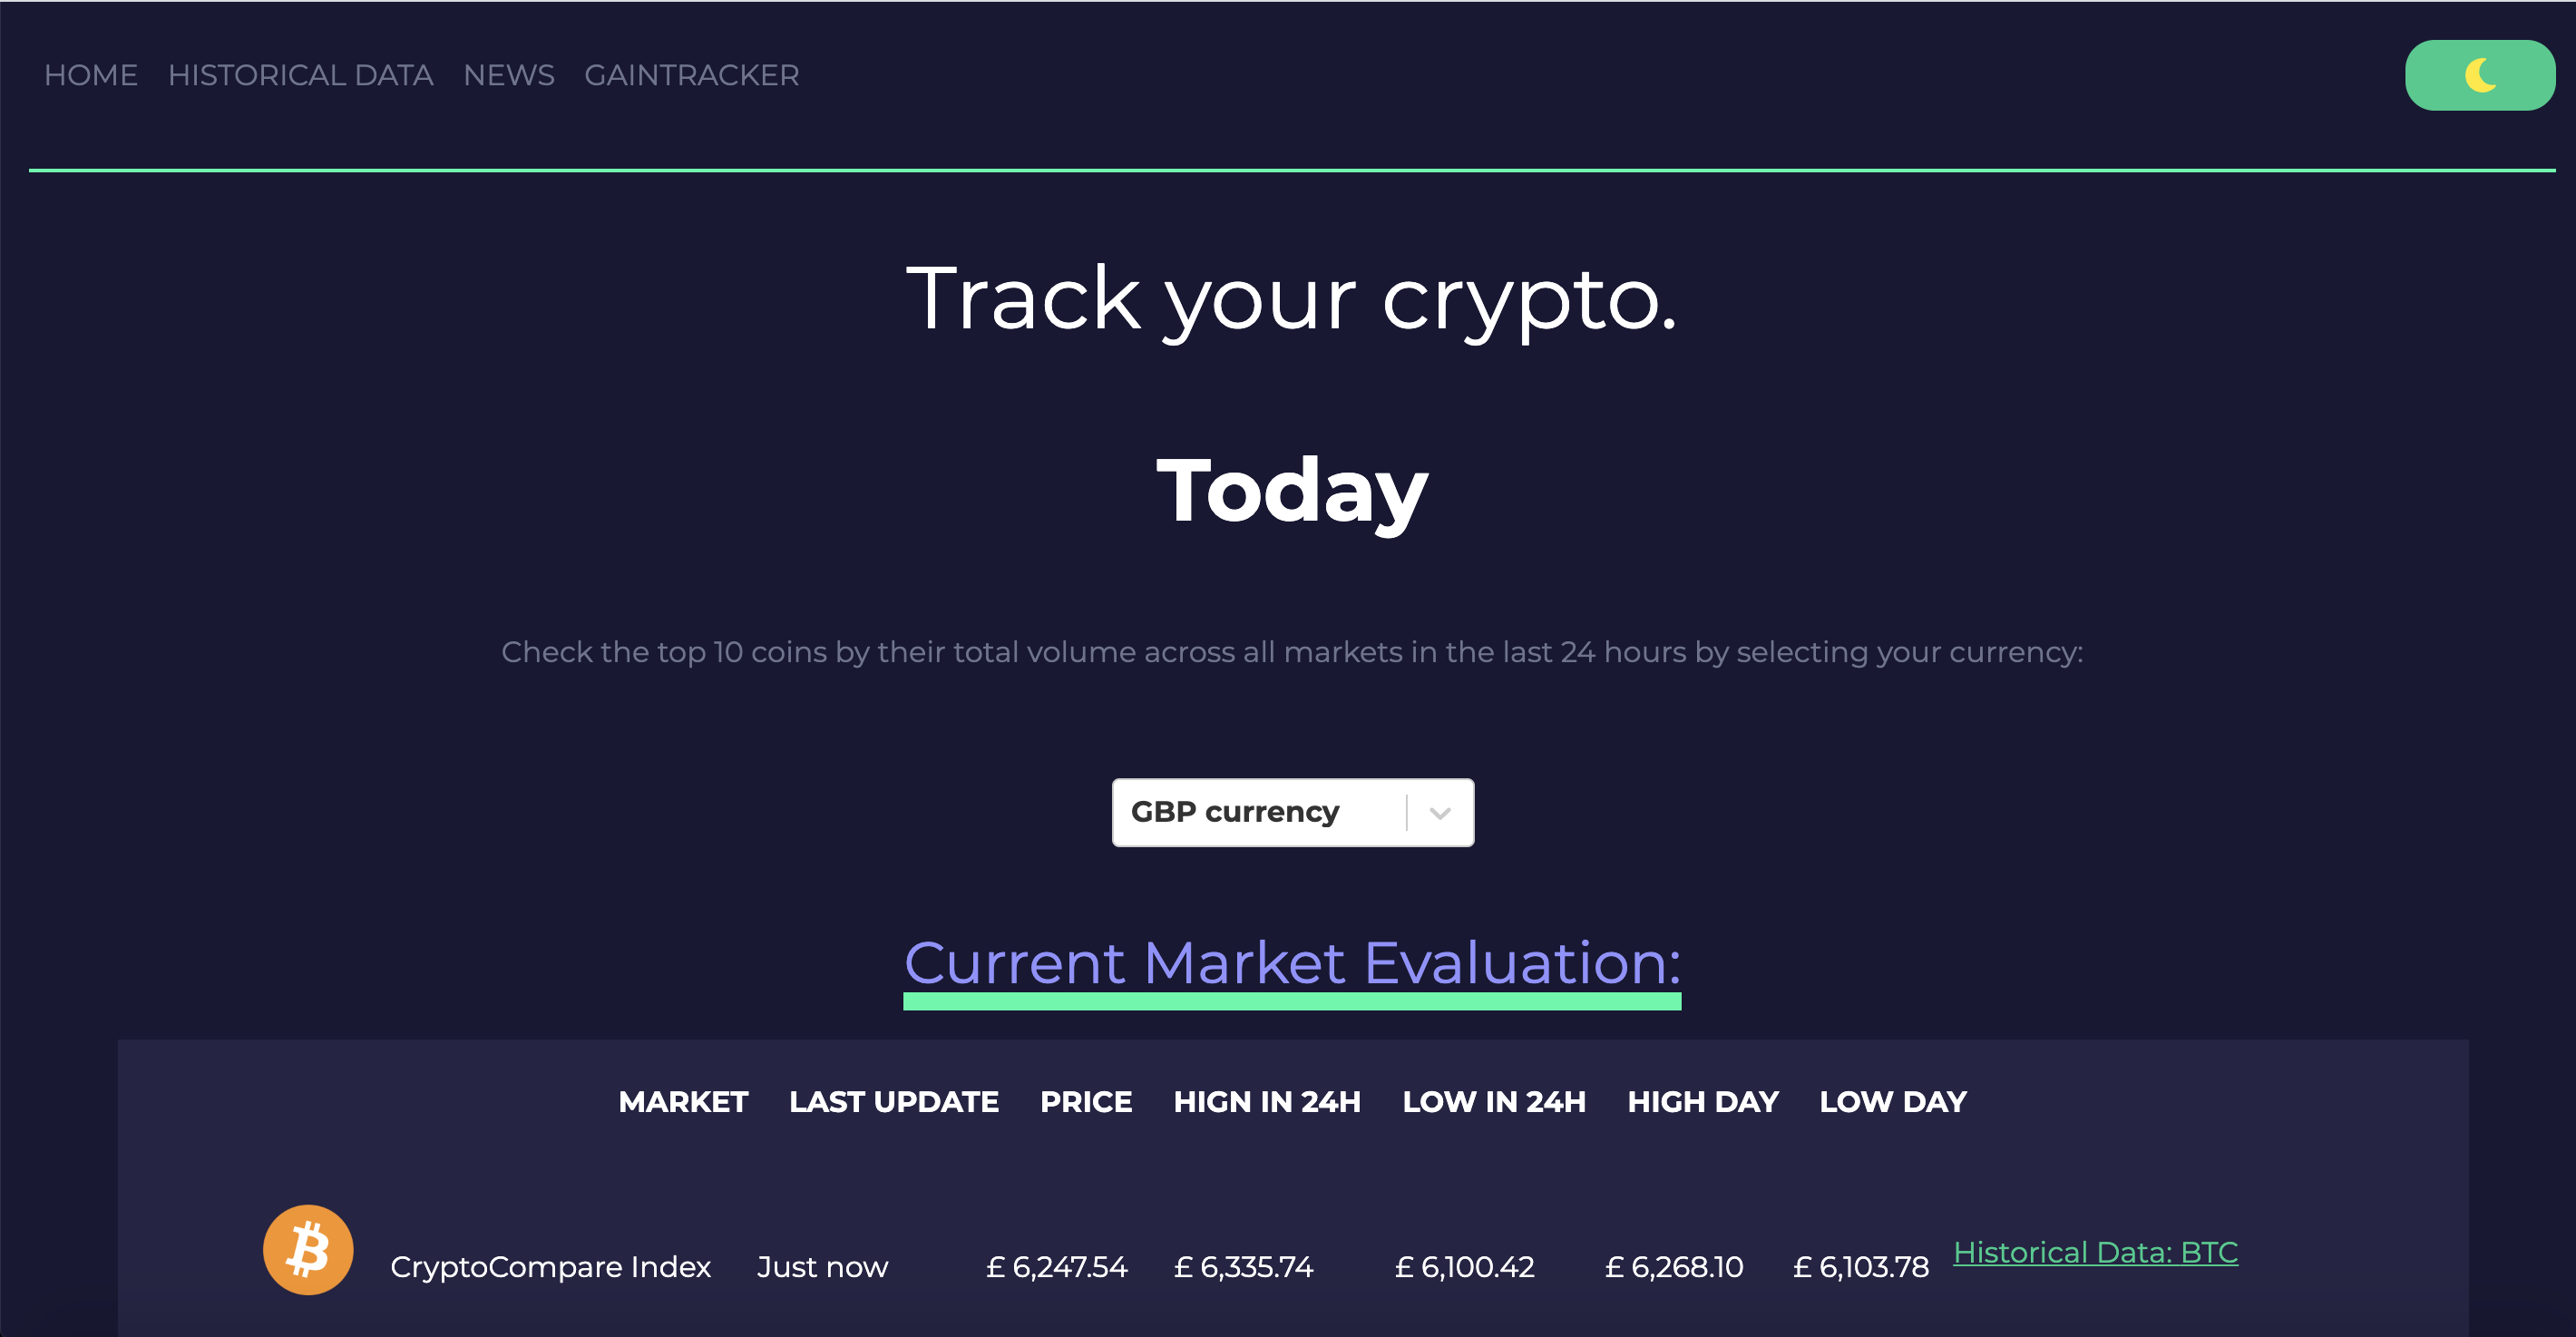 HOME HISTORICAL DATA NEWS GAINTRACKER
Track your crypto.
Today
Check the top 10 coins by their total volume across all markets in the last 24 hours by selecting your currency:
GBP currency
Current Market Evaluation:
MARKET LAST UPDATE PRICE HIGN IN 24H LOW IN 24H HIGH DAY LOW DAY
CryptoCompare Index Just now £ 6,247.54 £ 6,335.74 £ 6,100.42 £ 6,268.10 £ 6,103.78 Historical Data: BTC